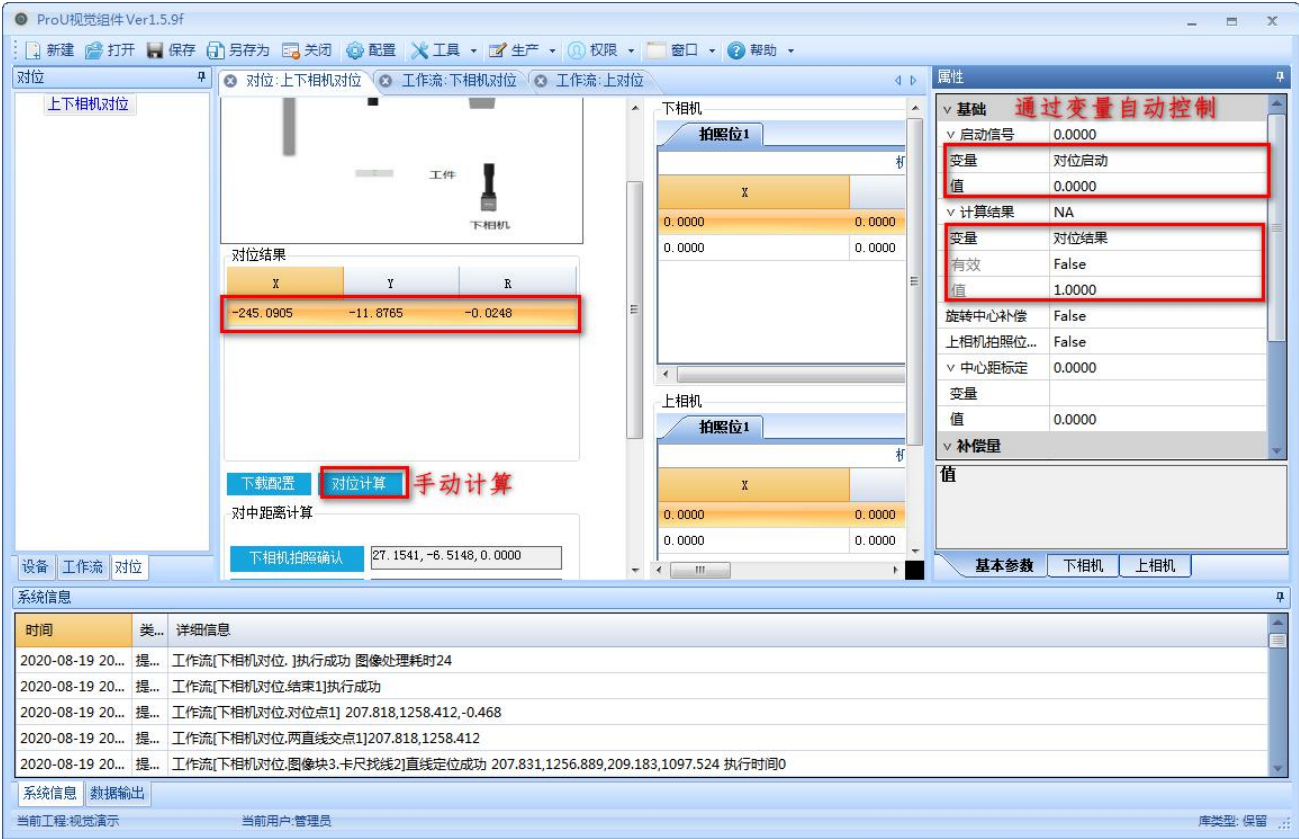 ProU视觉组件Ver1.5.9f
新建 打开 保存 另存为 关闭 配置 工具 生产 权限 窗口 帮助
对位
上下相机对位
设备 工作流 对位
对位:上下相机对位 工作流:下相机对位 工作流:上对位
工件
下相机
对位结果
X Y R
-245.0905 -11.8765 -0.0248
下载配置 对位计算 手动计算
对中距离计算
下相机拍照确认 27.1541,-6.5148,0.0000
下相机
拍照位1
机
X
0.0000 0.0000
0.0000 0.0000
上相机
拍照位1
机
X
0.0000 0.0000
0.0000 0.0000
属性
基础 通过变量自动控制
启动信号 0.0000
变量 对位启动
值 0.0000
计算结果 NA
变量 对位结果
有效 False
值 1.0000
旋转中心补偿 False
上相机拍照位... False
中心距标定 0.0000
变量
值 0.0000
补偿量
值
基本参数 下相机 上相机
系统信息
时间 类... 详细信息
2020-08-19 20... 提... 工作流[下相机对位. ]执行成功 图像处理耗时24
2020-08-19 20... 提... 工作流[下相机对位.结束1]执行成功
2020-08-19 20... 提... 工作流[下相机对位.对位点1] 207.818,1258.412,-0.468
2020-08-19 20... 提... 工作流[下相机对位.两直线交点1]207.818,1258.412
2020-08-19 20... 提... 工作流[下相机对位.图像块3.卡尺找线2]直线定位成功 207.831,1256.889,209.183,1097.524 执行时间0
系统信息 数据输出
当前工程:视觉演示 当前用户:管理员 库类型: 保留